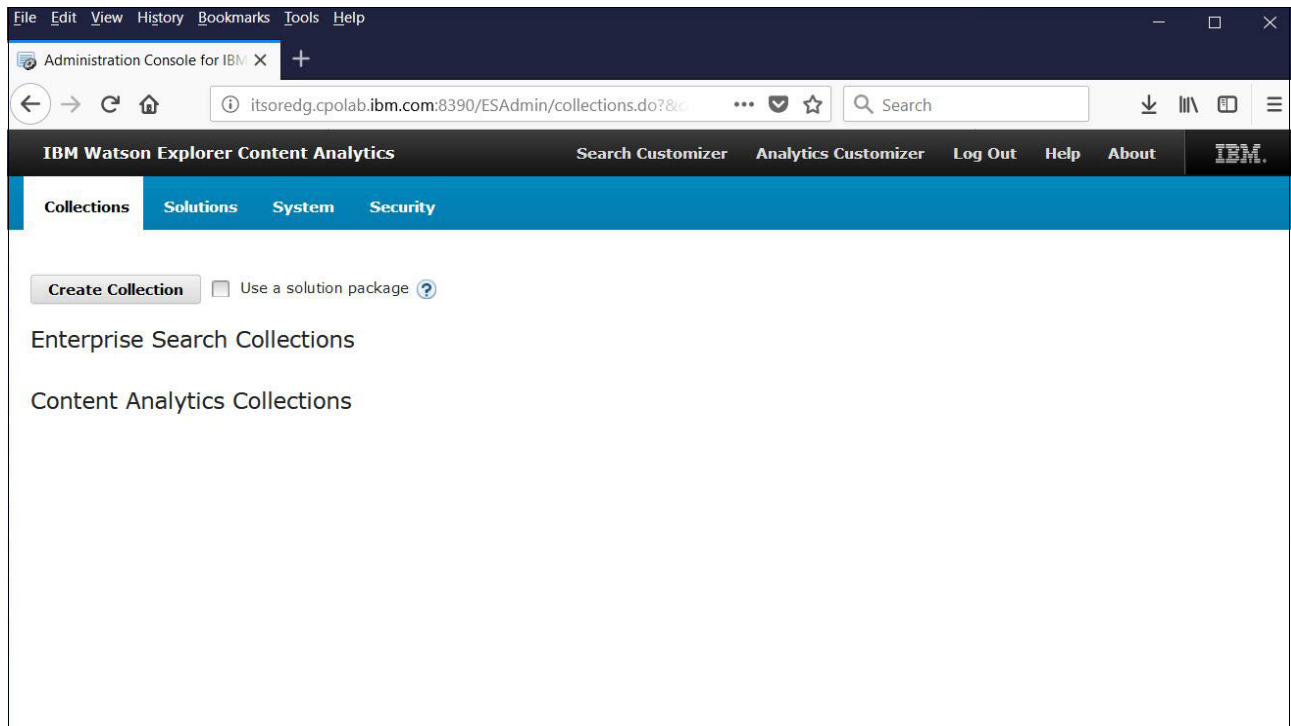 File Edit View History Bookmarks Tools Help
Administration Console for IBM
itsoredg.cpolab.ibm.com:8390/ESAdmin/collections.do?& Search
IBM Watson Explorer Content Analytics Search Customizer Analytics Customizer Log Out Help About IBM.
Collections Solutions System Security
Create Collection Use a solution package ?
Enterprise Search Collections
Content Analytics Collections